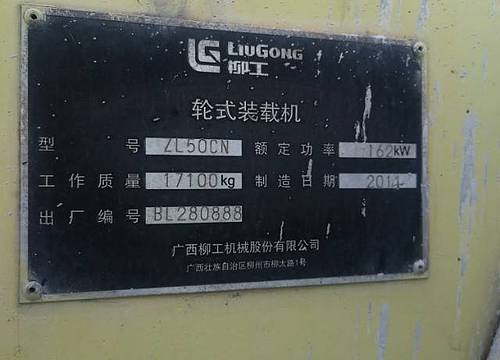 LIUGONG
柳工
轮式装载机
型 号 ZL50CN 额定功率 162kW
工作质量 17100kg 制造日期 2011
出厂编号 BL280888
广西柳工机械股份有限公司
广西壮族自治区柳州市柳太路1号